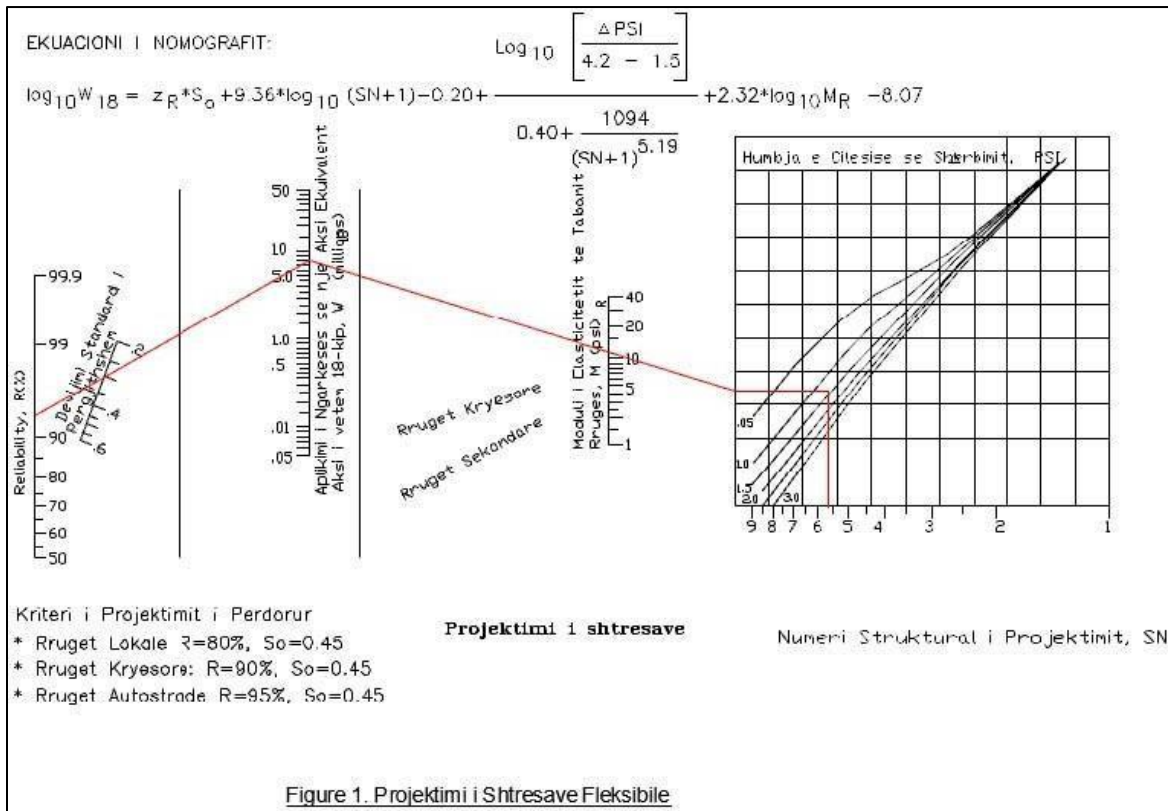 EKUACIONI I NOMOGRAFIT:
Log10 [ΔPSI / 4.2 - 1.5]
log10W18 = zR*So+9.36*log10 (SN+1)-0.20+ +2.32*log10MR -8.07
0.40+ 1094 / (SN+1)5.19
Humbja e Cilesise se Sherbimit, PSI
Reliability, R(%)
99.9
99
90
80
70
60
50
Standard
.2
.4
.6
Aplikimi i Ngarkeses se nje Aksi Ekuivalent
Aksi i veten 18-kip, W
50
10
5.0
1.0
.5
.01
.05
Rruget Kryesore
Rruget Sekondare
Moduli i Elasticitetit te Tabanit
Rruges, M (psi) R
40
20
10
5
1
.05
1.0
1.5
2.0
3.0
9 8 7 6 5 4 3 2 1
Kriteri i Projektimit i Perdorur
* Rruget Lokale R=80%, So=0.45
* Rruget Kryesore: R=90%, So=0.45
* Rruget Autostrade R=95%, So=0.45
Projektimi i shtresave
Numeri Struktural i Projektimit, SN
Figure 1. Projektimi i Shtresave Fleksibile